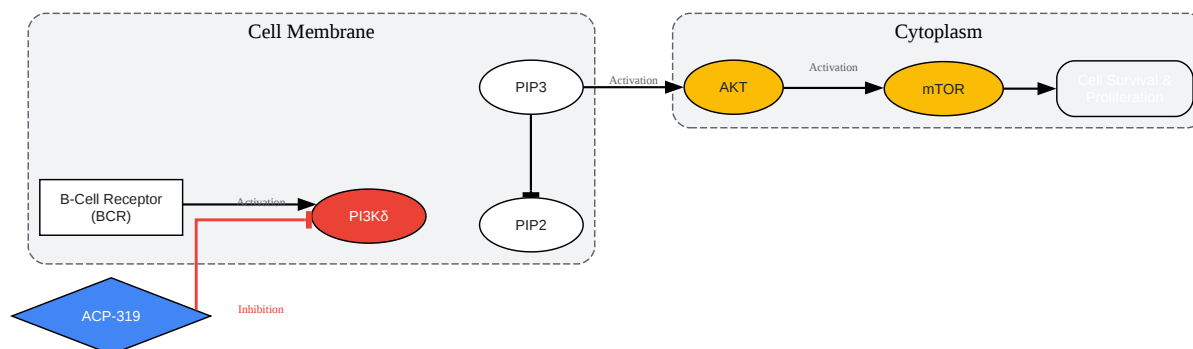 Cell Membrane
Cytoplasm
PIP3
Activation
AKT
Activation
mTOR
Cell Survival &
Proliferation
B-Cell Receptor
(BCR)
Activation
PI3Kδ
PIP2
ACP-319
Inhibition